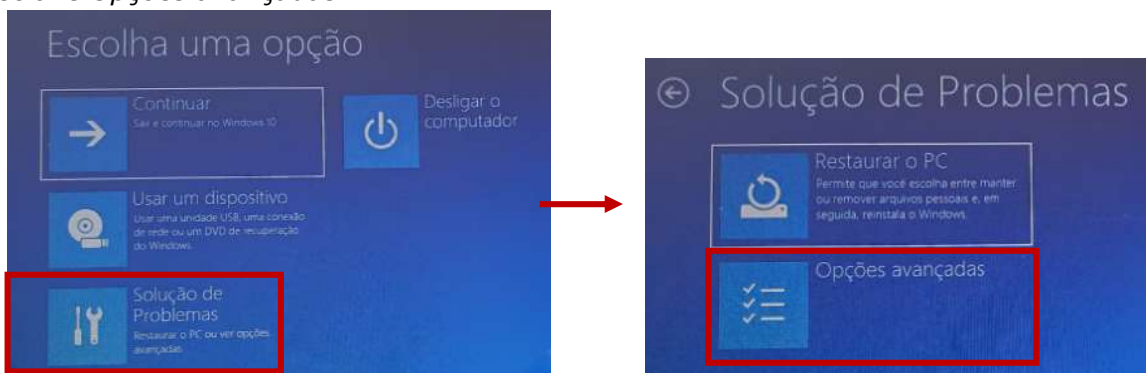 Escolha uma opção
Continuar
Sair e continuar no Windows 10
Desligar o
computador
Usar um dispositivo
Usar uma unidade USB, uma conexão
de rede ou um DVD de recuperação
do Windows
Solução de
Problemas
Restaurar o PC ou ver opções
avançadas
Solução de Problemas
Restaurar o PC
Permite que você escolha entre manter
ou remover arquivos pessoais e, em
seguida, reinstala o Windows.
Opções avançadas